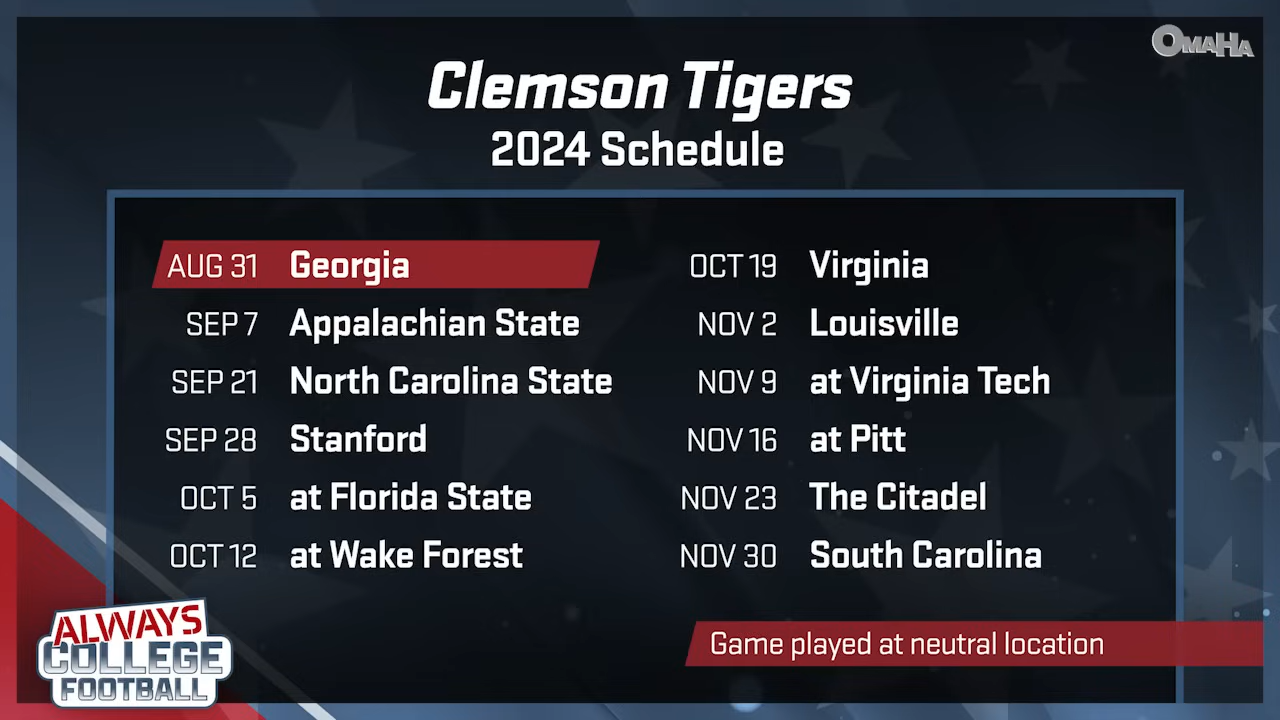 OMAHA
Clemson Tigers
2024 Schedule
AUG 31 Georgia
SEP 7 Appalachian State
SEP 21 North Carolina State
SEP 28 Stanford
OCT 5 at Florida State
OCT 12 at Wake Forest
OCT 19 Virginia
NOV 2 Louisville
NOV 9 at Virginia Tech
NOV 16 at Pitt
NOV 23 The Citadel
NOV 30 South Carolina
Game played at neutral location
ALWAYS
COLLEGE
FOOTBALL